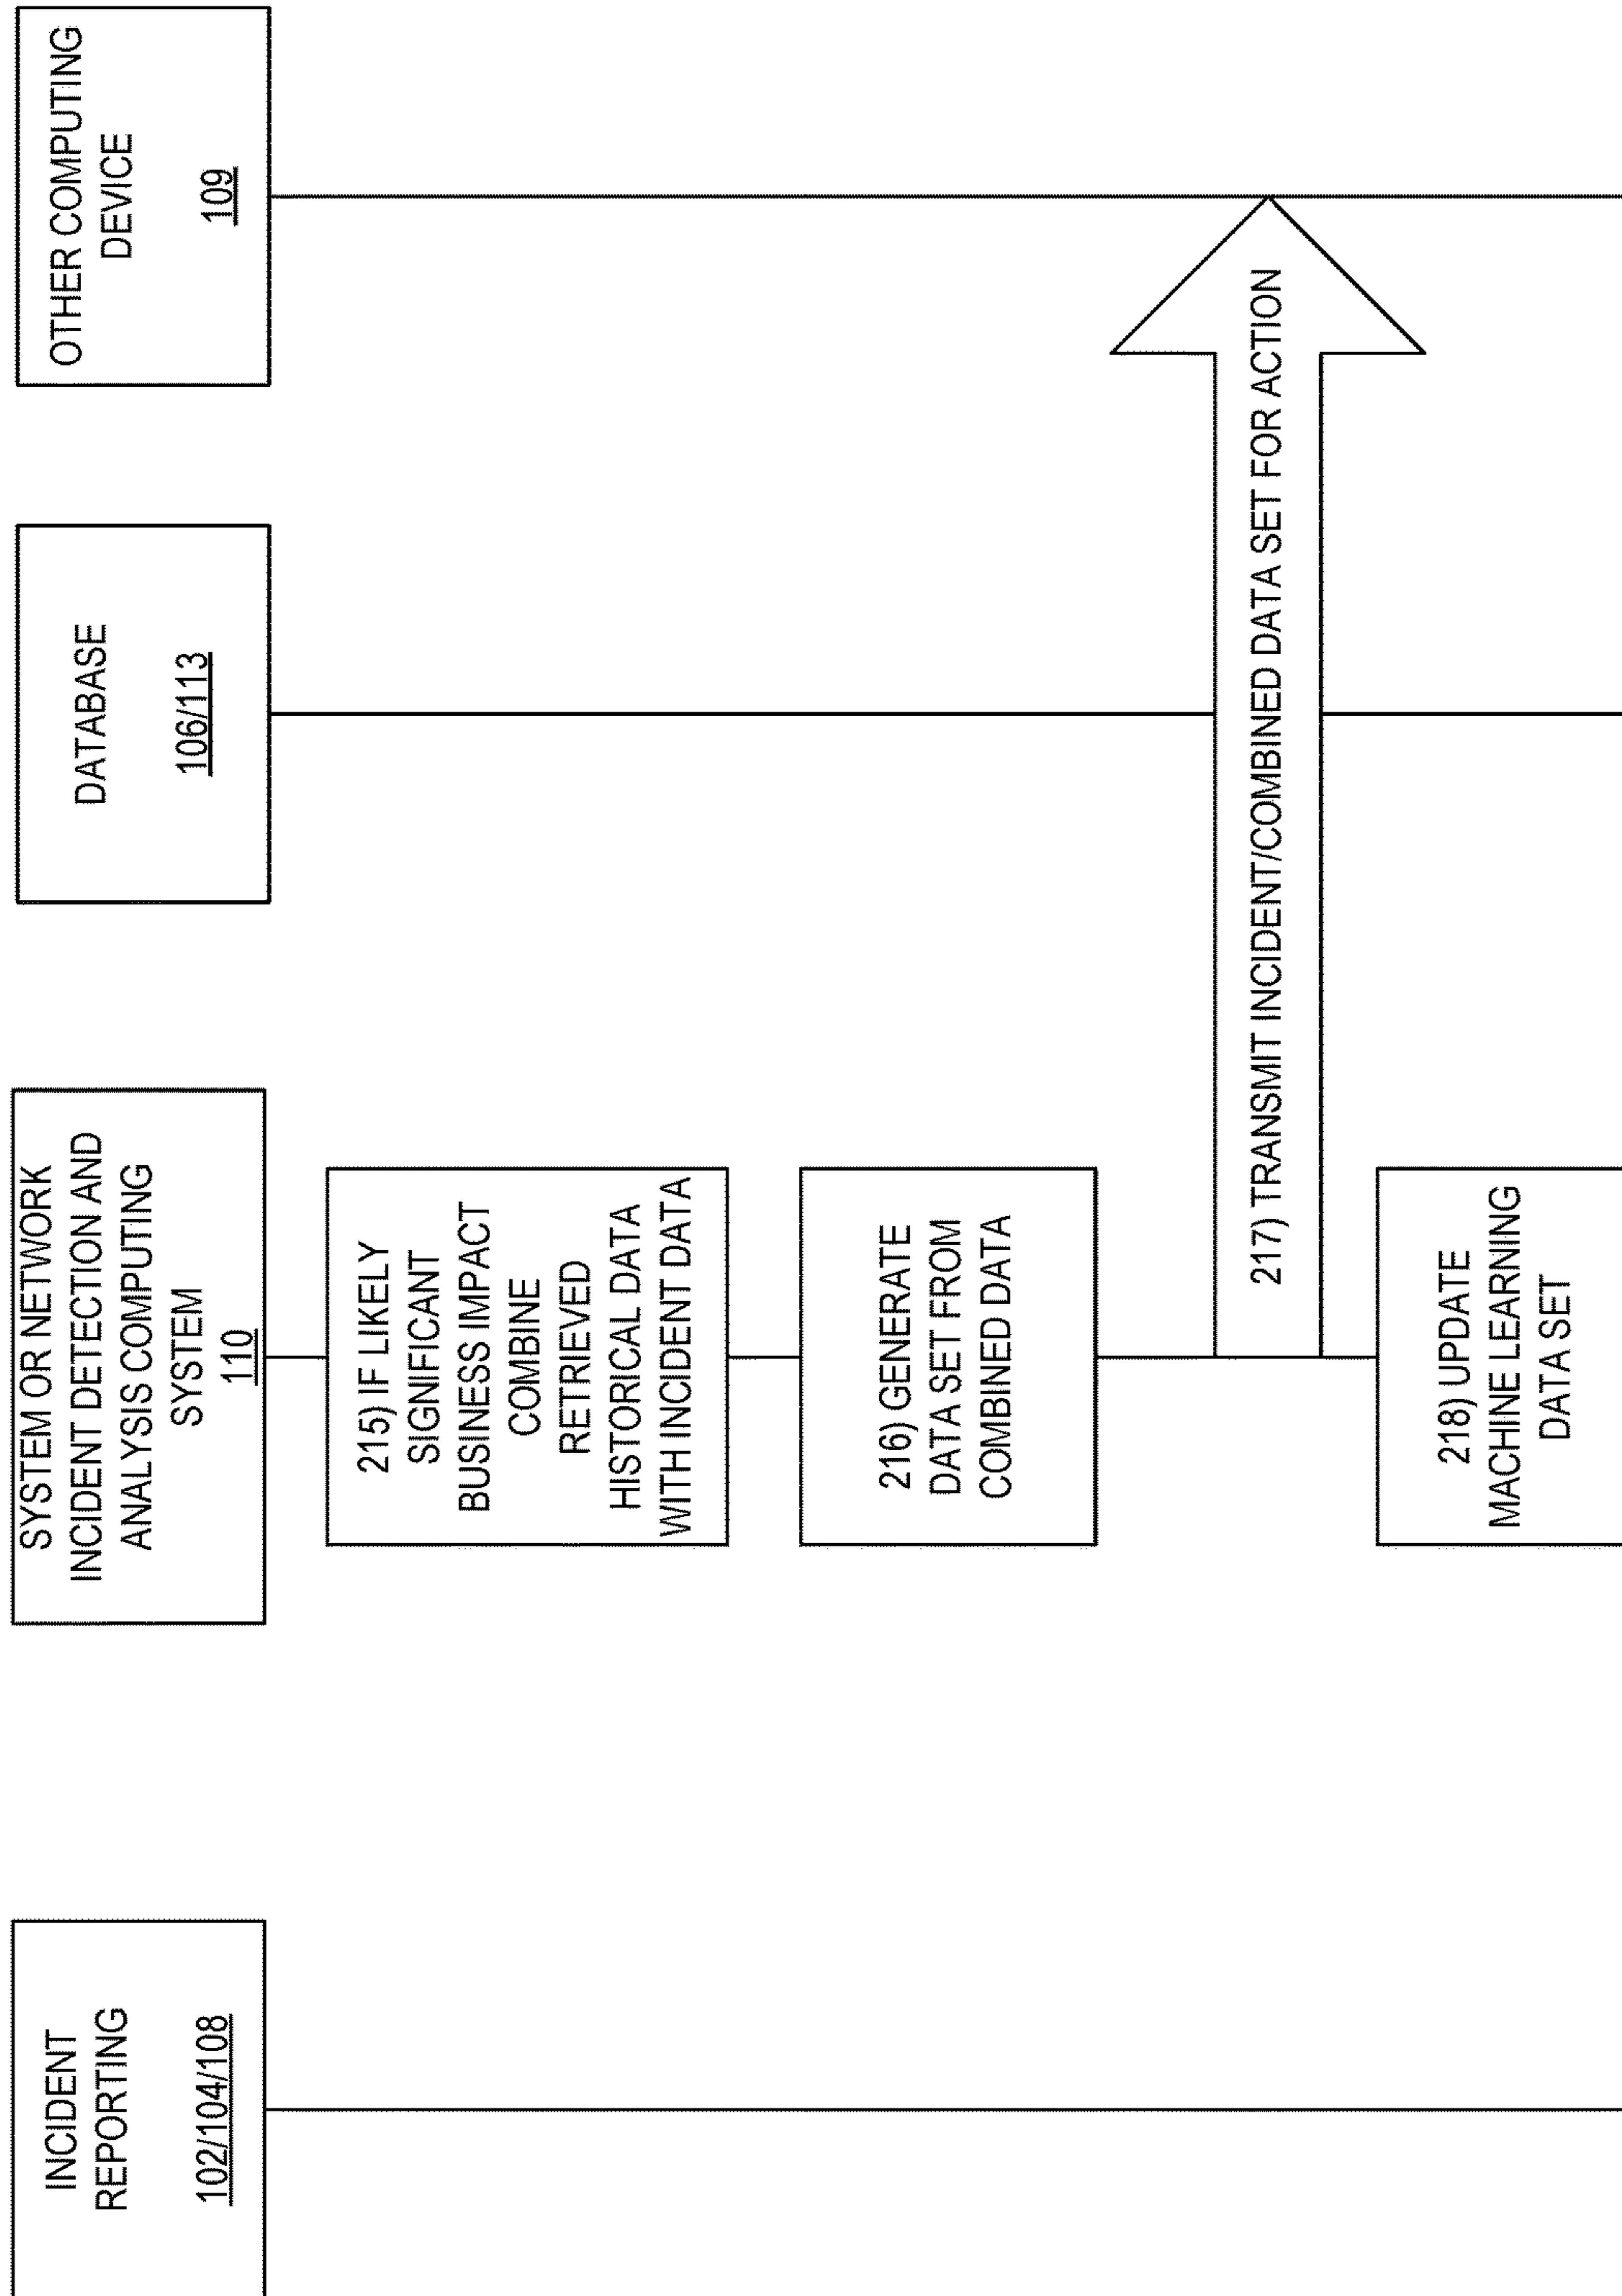 INCIDENT
REPORTING
102/104/108
SYSTEM OR NETWORK
INCIDENT DETECTION AND
ANALYSIS COMPUTING
SYSTEM
110
DATABASE
106/113
OTHER COMPUTING
DEVICE
109
215) IF LIKELY
SIGNIFICANT
BUSINESS IMPACT
COMBINE
RETRIEVED
HISTORICAL DATA
WITH INCIDENT DATA
216) GENERATE
DATA SET FROM
COMBINED DATA
217) TRANSMIT INCIDENT/COMBINED DATA SET FOR ACTION
218) UPDATE
MACHINE LEARNING
DATA SET